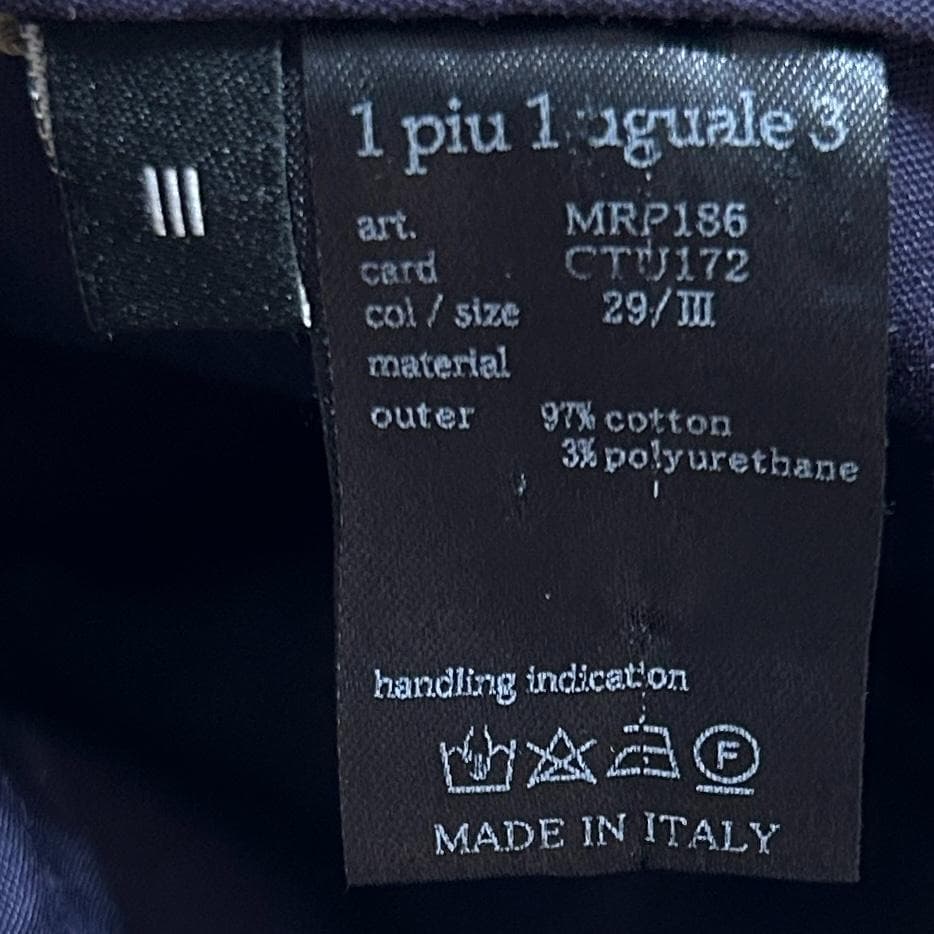 III
1 piu 1 uguale 3
art. MRP186
card CTU172
col / size 29/III
material
outer 97% cotton
3% polyurethane
handling indication
F
MADE IN ITALY